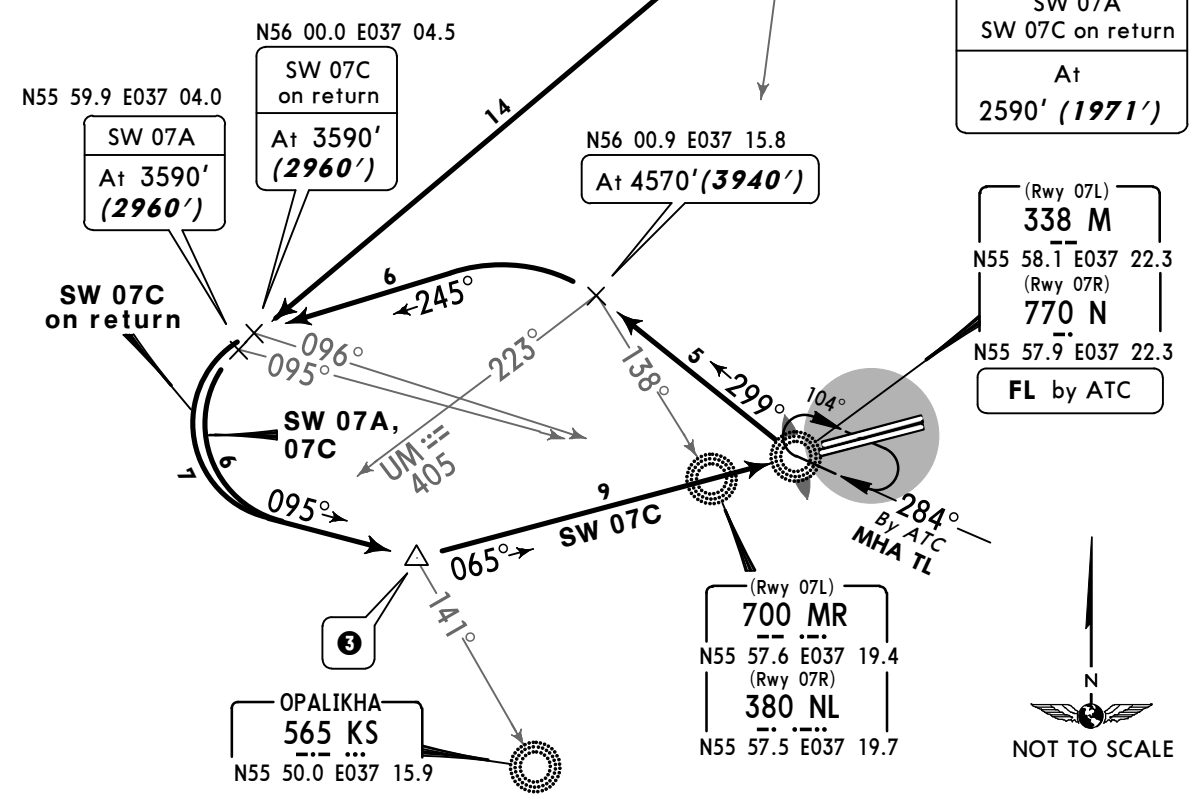 SW 07A
SW 07C on return
At
2590' (1971')
N56 00.0 E037 04.5
SW 07C
on return
At 3590'
(2960')
N55 59.9 E037 04.0
SW 07A
At 3590'
(2960')
14
N56 00.9 E037 15.8
At 4570' (3940')
(Rwy 07L)
338 M
N55 58.1 E037 22.3
(Rwy 07R)
770 N
N55 57.9 E037 22.3
FL by ATC
SW 07C
on return
6
245°
096°
095°
223°
138°
5
299°
104°
UM
405
SW 07A,
07C
7
6
095°
9
SW 07C
065°
284°
By ATC
MHA TL
3
141°
OPALIKHA
565 KS
N55 50.0 E037 15.9
(Rwy 07L)
700 MR
N55 57.6 E037 19.4
(Rwy 07R)
380 NL
N55 57.5 E037 19.7
N
NOT TO SCALE